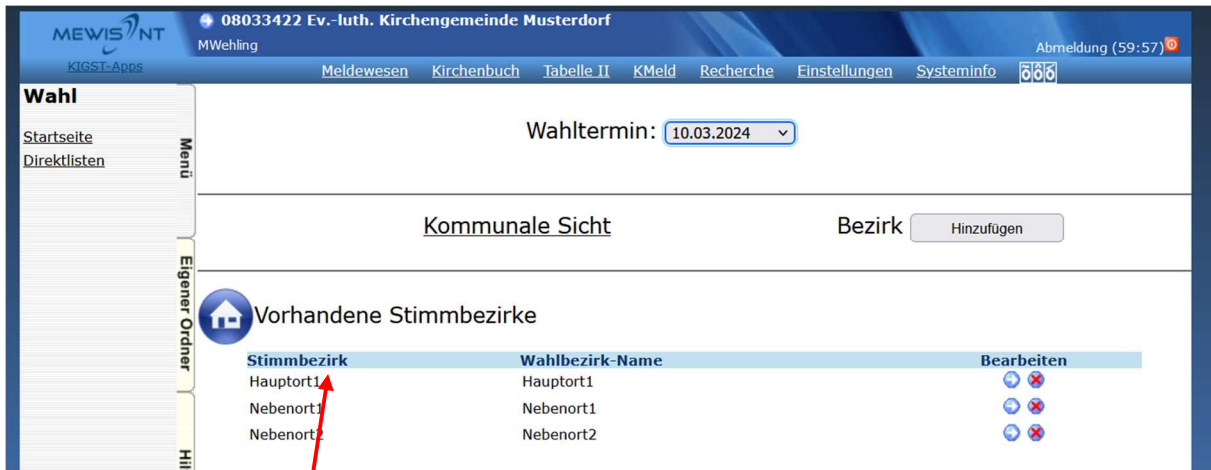 MEWIS NT
08033422 Ev.-luth. Kirchengemeinde Musterdorf
MWehling
Abmeldung (59:57)
KIGST-Apps
Meldewesen Kirchenbuch Tabelle II KMeld Recherche Einstellungen Systeminfo õôó
Wahl
Startseite
Direktlisten
Menü
Eigener Ordner
Wahltermin: 10.03.2024
Kommunale Sicht
Bezirk Hinzufügen
Vorhandene Stimmbezirke
Stimmbezirk Wahlbezirk-Name Bearbeiten
Hauptort1 Hauptort1
Nebenort1 Nebenort1
Nebenort2 Nebenort2